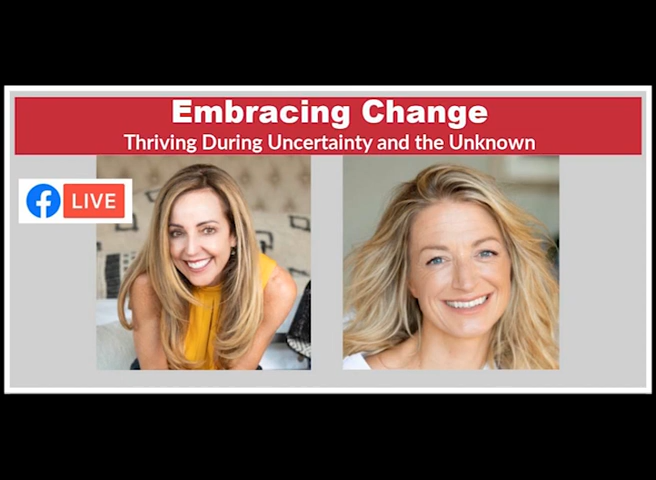 Embracing Change
Thriving During Uncertainty and the Unknown
LIVE